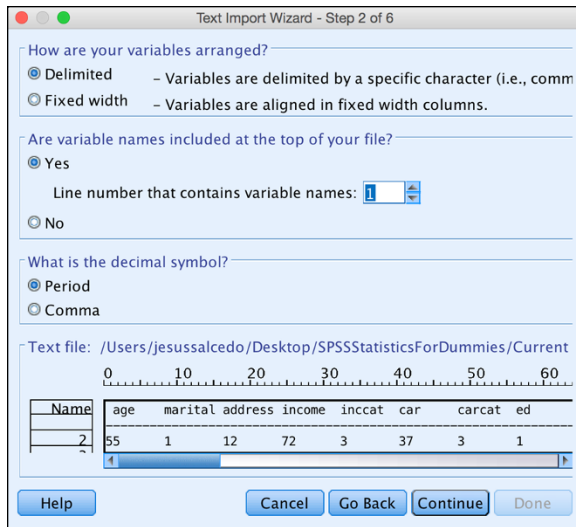 Text Import Wizard - Step 2 of 6
How are your variables arranged?
Delimited – Variables are delimited by a specific character (i.e., comm
Fixed width – Variables are aligned in fixed width columns.
Are variable names included at the top of your file?
Yes
Line number that contains variable names: 1
No
What is the decimal symbol?
Period
Comma
Text file: /Users/jesussalcedo/Desktop/SPSSStatisticsForDummies/Current
0 10 20 30 40 50 60
Name age marital address income inccat car carcat ed
2 55 1 12 72 3 37 3 1
Help Cancel Go Back Continue Done